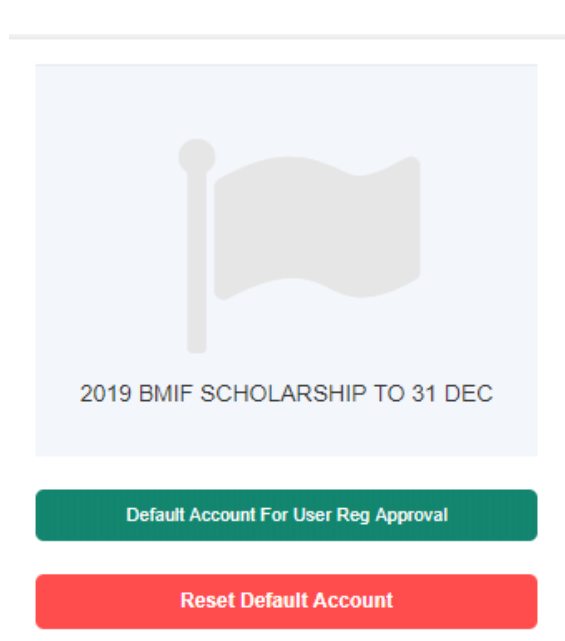 2019 BMIF SCHOLARSHIP TO 31 DEC
Default Account For User Reg Approval
Reset Default Account